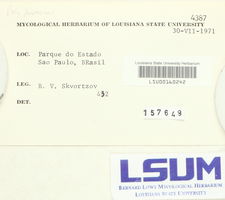 4387
MYCOLOGICAL HERBARIUM OF LOUISIANA STATE UNIVERSITY
30-VII-1971
LOC. Parque do Estado
Sao Paulo, BRasil
Louisiana State University Herbarium
LSU00140242
LEG. B. V. Skvortzov
452
DET.
157649
LSUM
BERNARD LOWY MYCOLOGICAL HERBARIUM
LOUISIANA STATE UNIVERSITY